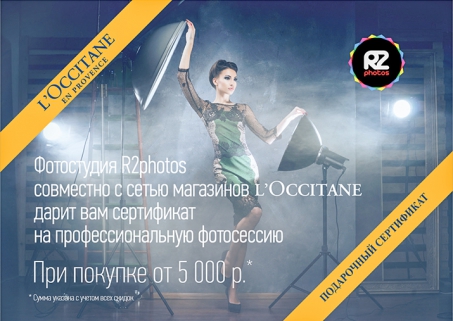 L'OCCITANE
EN PROVENCE
R2
photos
Фотостудия R2photos
совместно с сетью магазинов L'OCCITANE
дарит вам сертификат
на профессиональную фотосессию
При покупке от 5 000 р.*
* Сумма указана с учетом всех скидок
ПОДАРОЧНЫЙ СЕРТИФИКАТ